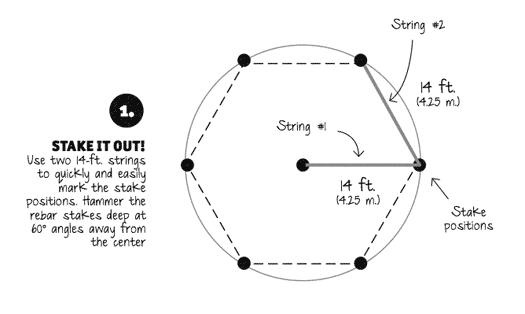 String #2
14 ft.
(4.25 m.)
1.
String #1
STAKE IT OUT!
Use two 14-ft. strings
to quickly and easily
mark the stake
positions. Hammer the
rebar stakes deep at
60° angles away from
the center
14 ft.
(4.25 m.)
Stake
positions